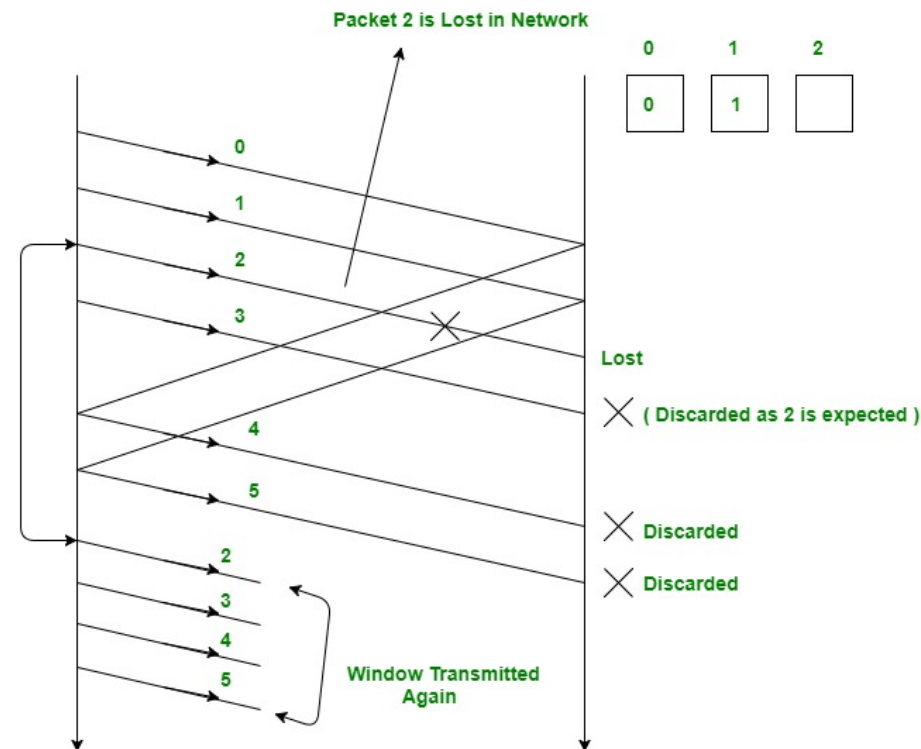 Packet 2 is Lost in Network
0 1 2
0 1
0
1
2
3
Lost
( Discarded as 2 is expected )
4
5
Discarded
Discarded
2
3
4
5
Window Transmitted
Again